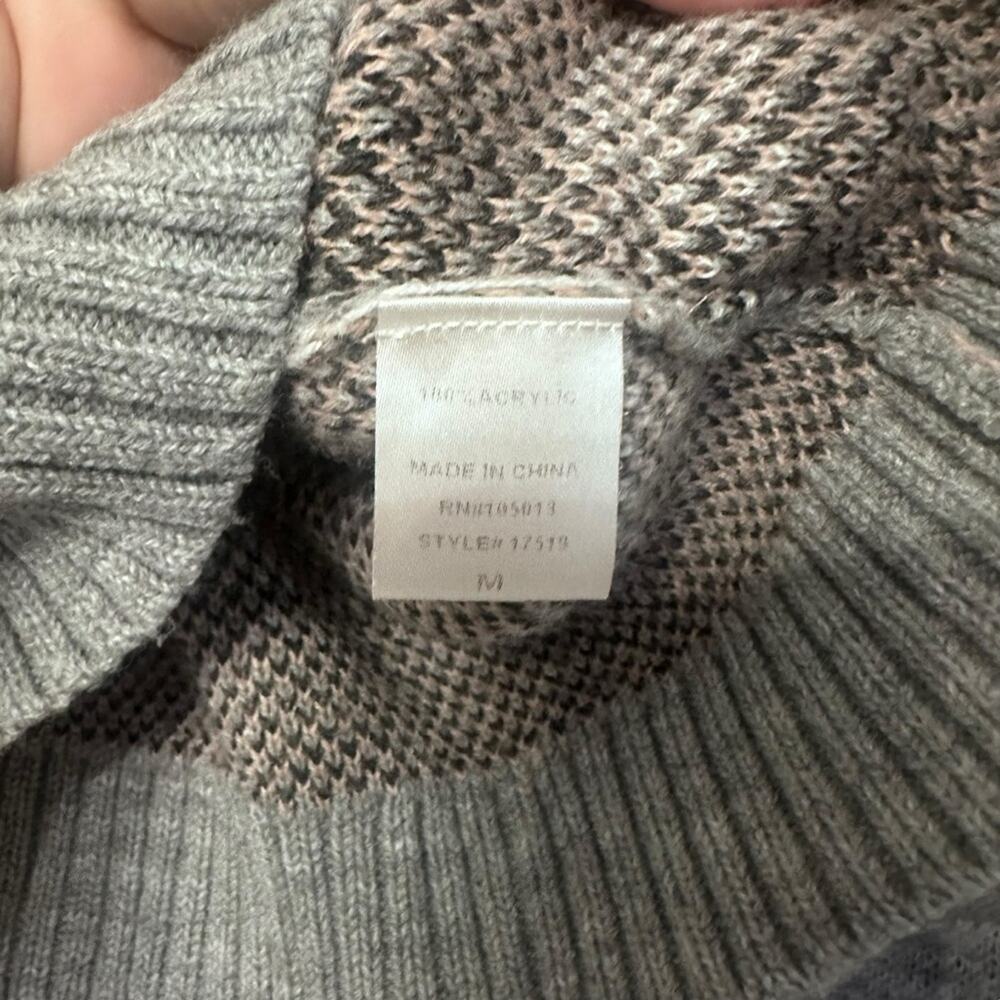 100% ACRYLIC
MADE IN CHINA
RN#105013
STYLE# 17519
M